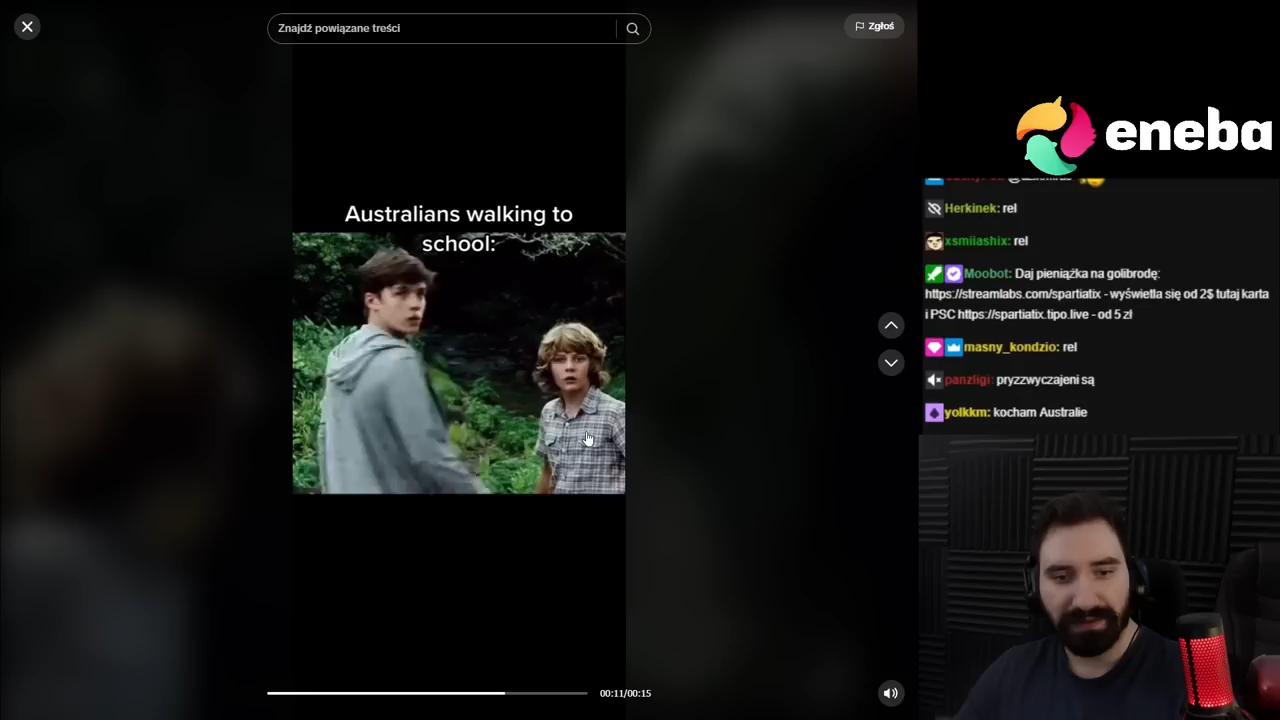 Znajdź powiązane treści
Zgłoś
Australians walking to
school:
00:11/00:15
eneba
Herkinek: rel
xsmiiashix: rel
Moobot: Daj pieniążka na golibrodę:
https://streamlabs.com/spartiatix - wyświetla się od 2$ tutaj karta
i PSC https://spartiatix.tipo.live - od 5 zł
masny_kondzio: rel
panzligi: pryzzwyczajeni są
yolkkm: kocham Australie